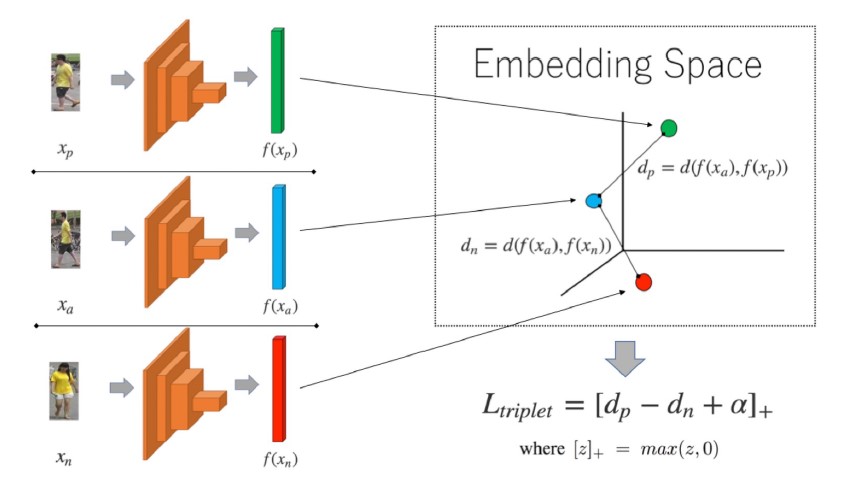 x_p
f(x_p)
x_a
f(x_a)
x_n
f(x_n)
Embedding Space
d_p = d(f(x_a), f(x_p))
d_n = d(f(x_a), f(x_n))
L_{triplet} = [d_p − d_n + α]_+
where [z]_+ = max(z, 0)